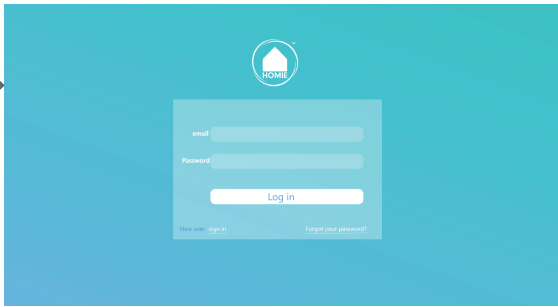 HOMIE
email
Password
Log in
New user sign in
Forgot your password?